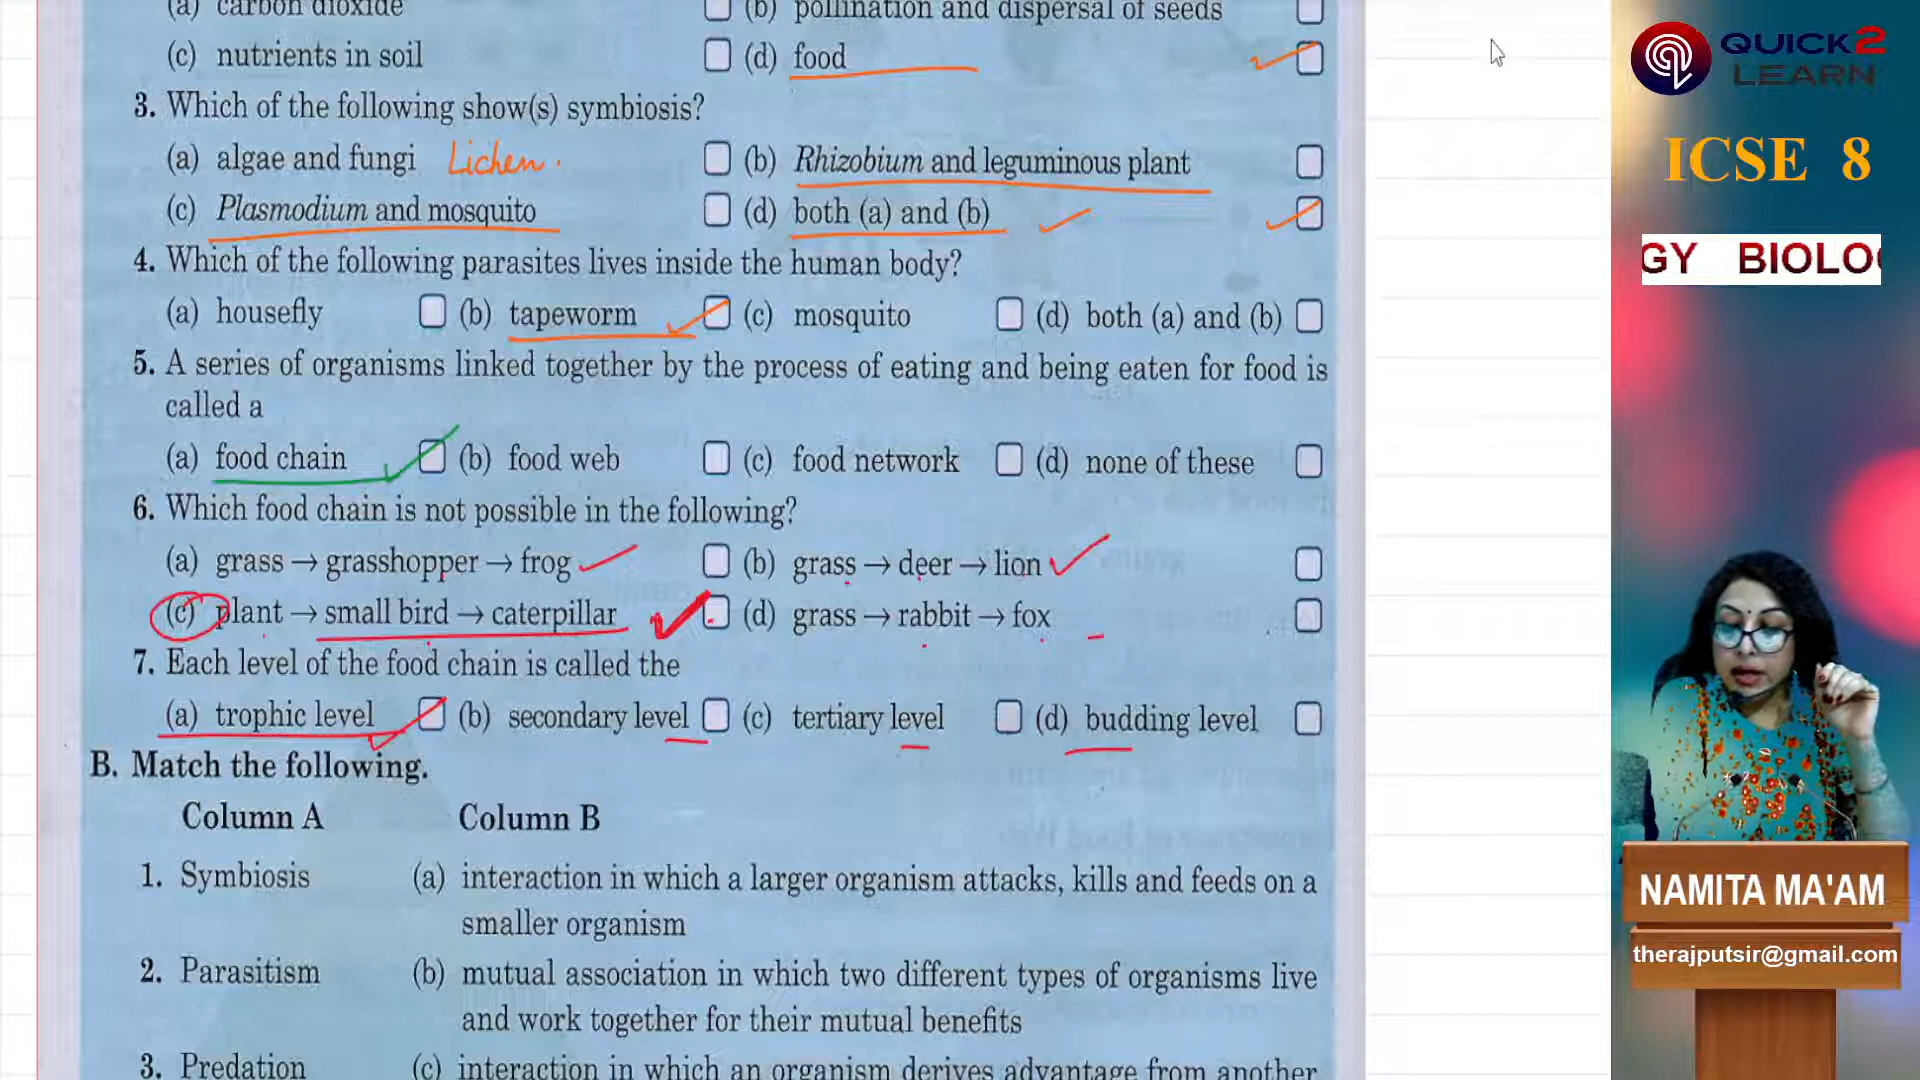 (a) carbon dioxide (b) pollination and dispersal of seeds
(c) nutrients in soil (d) food
3. Which of the following show(s) symbiosis?
(a) algae and fungi Lichen. (b) Rhizobium and leguminous plant
(c) Plasmodium and mosquito (d) both (a) and (b)
4. Which of the following parasites lives inside the human body?
(a) housefly (b) tapeworm (c) mosquito (d) both (a) and (b)
5. A series of organisms linked together by the process of eating and being eaten for food is
called a
(a) food chain (b) food web (c) food network (d) none of these
6. Which food chain is not possible in the following?
(a) grass → grasshopper → frog (b) grass → deer → lion
(c) plant → small bird → caterpillar (d) grass → rabbit → fox
7. Each level of the food chain is called the
(a) trophic level (b) secondary level (c) tertiary level (d) budding level
B. Match the following.
Column A Column B
1. Symbiosis (a) interaction in which a larger organism attacks, kills and feeds on a
smaller organism
2. Parasitism (b) mutual association in which two different types of organisms live
and work together for their mutual benefits
3. Predation (c) interaction in which an organism derives advantage from another
QUICK2
LEARN
ICSE 8
GY BIOLO
NAMITA MA'AM
therajputsir@gmail.com